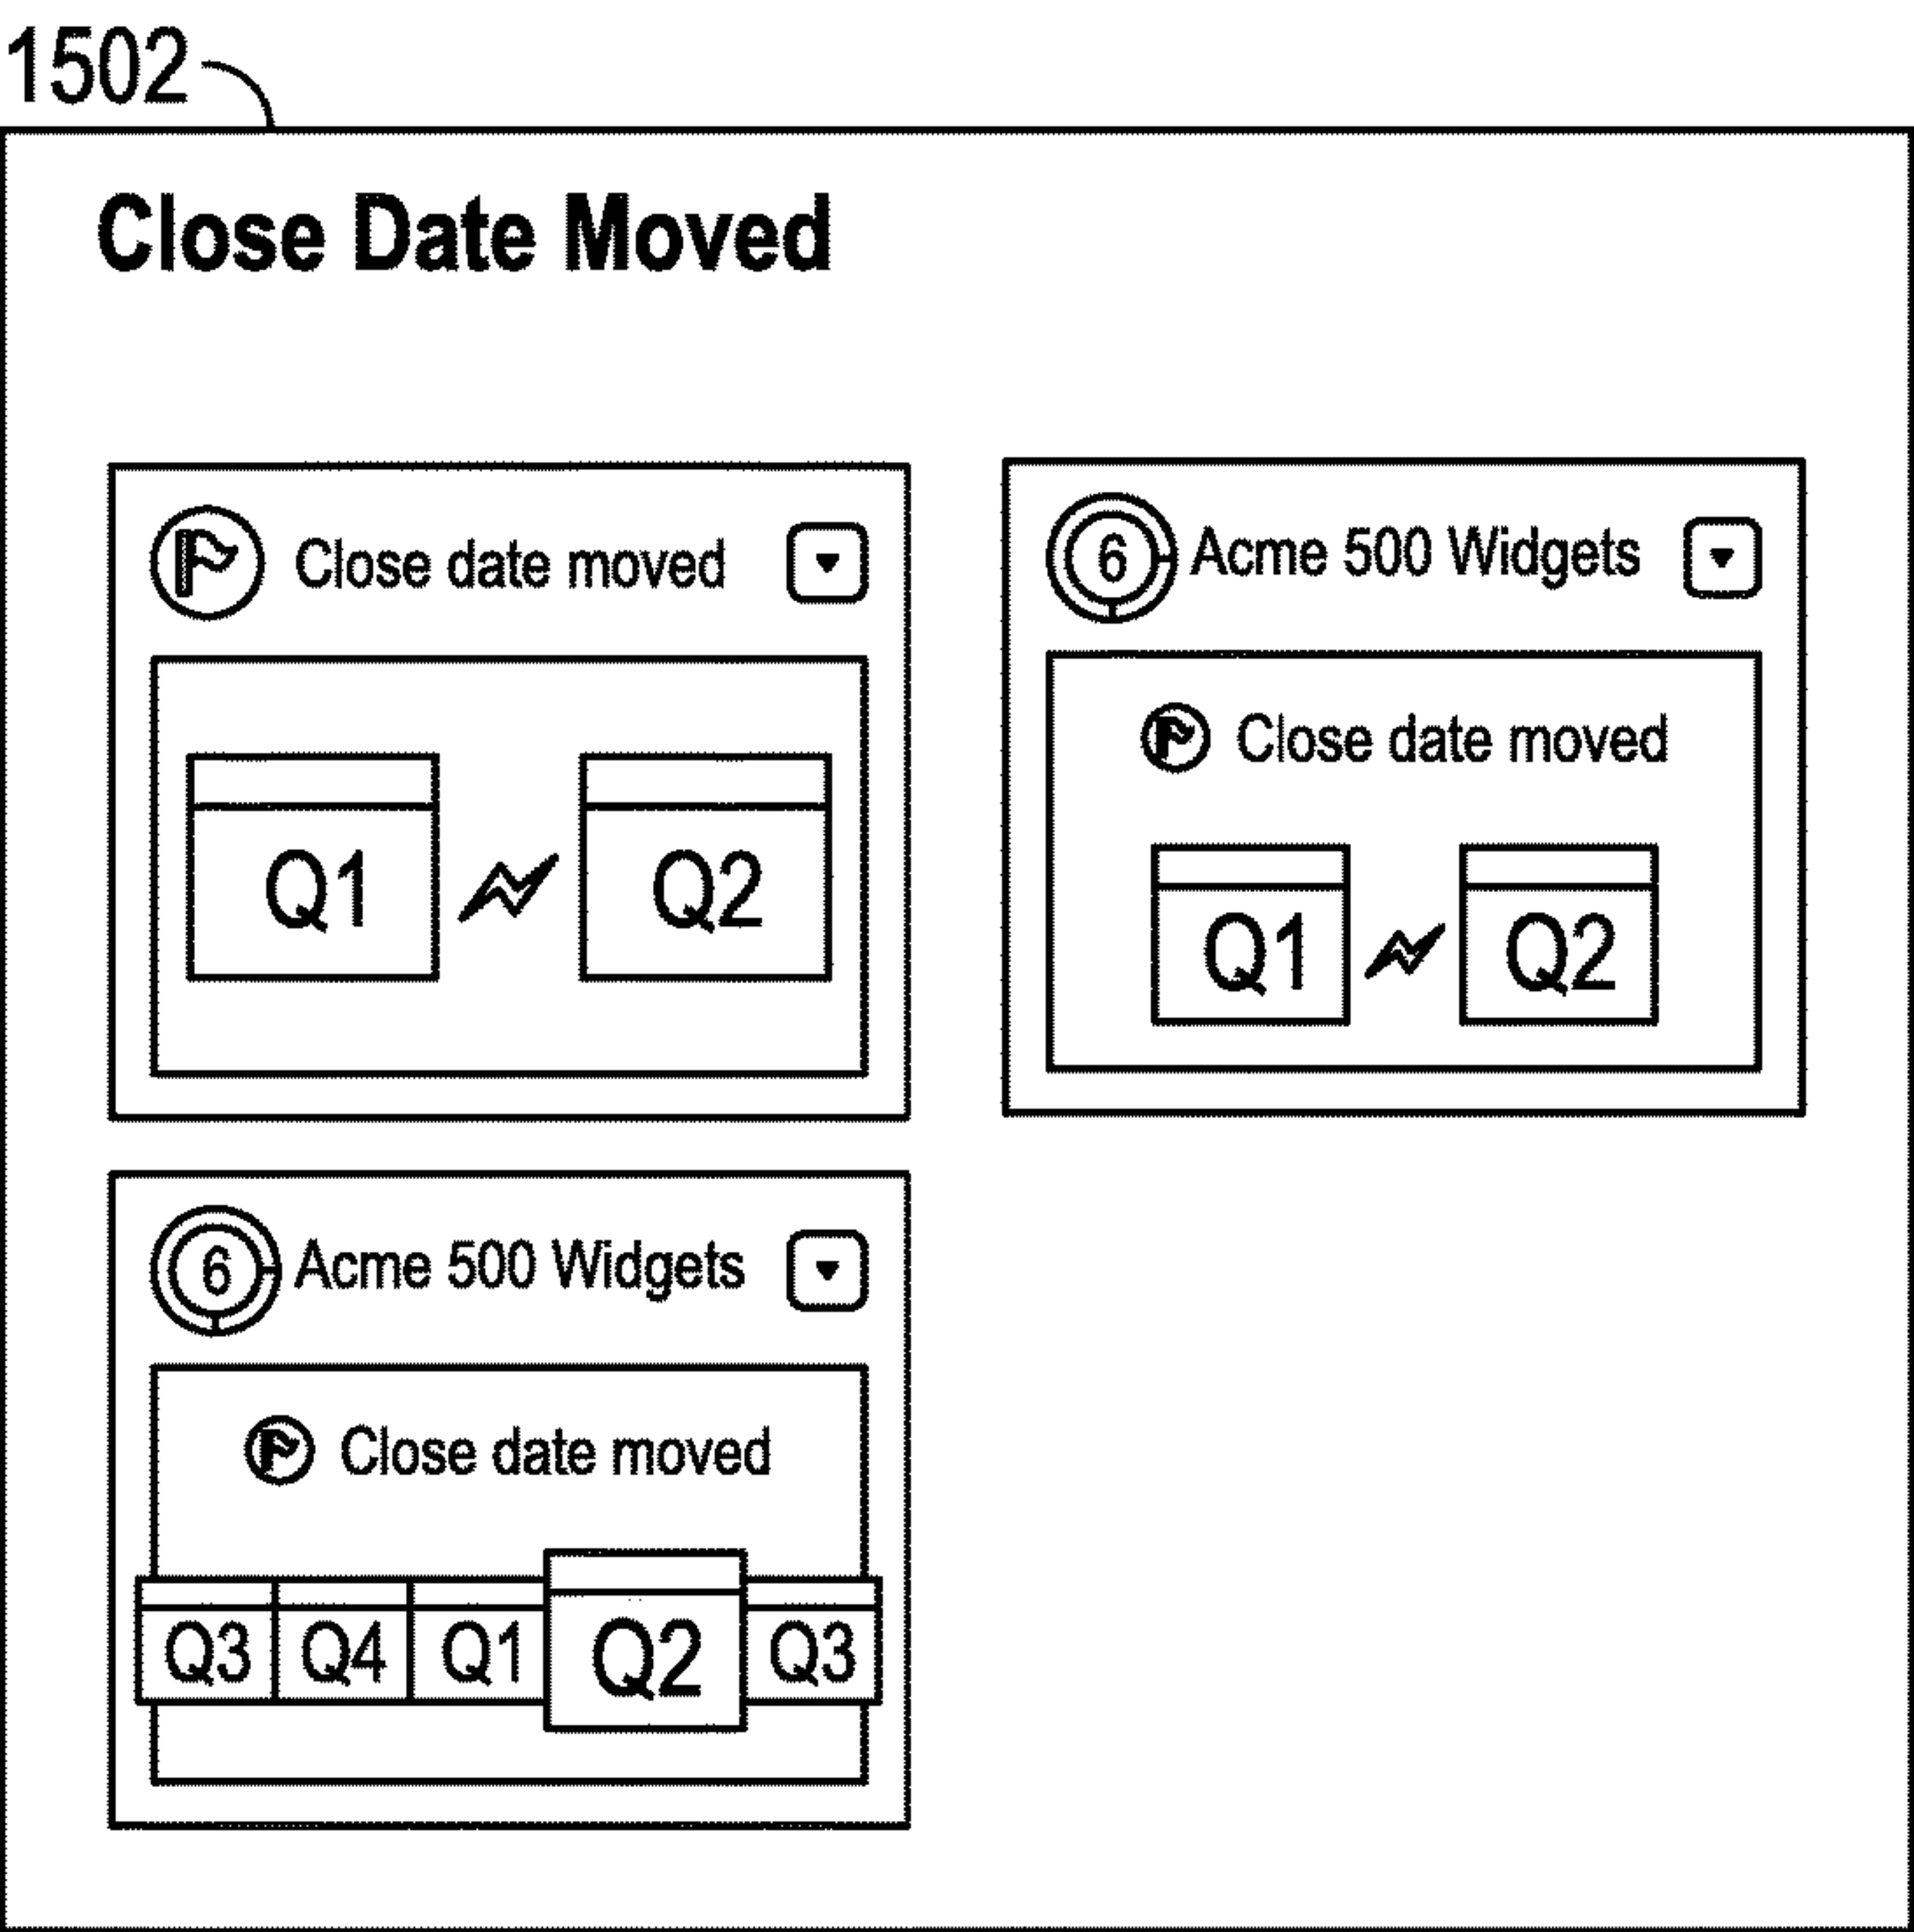 1502
Close Date Moved
Close date moved
Q1 Q2
6 Acme 500 Widgets
Close date moved
Q1 Q2
6 Acme 500 Widgets
Close date moved
Q3 Q4 Q1 Q2 Q3